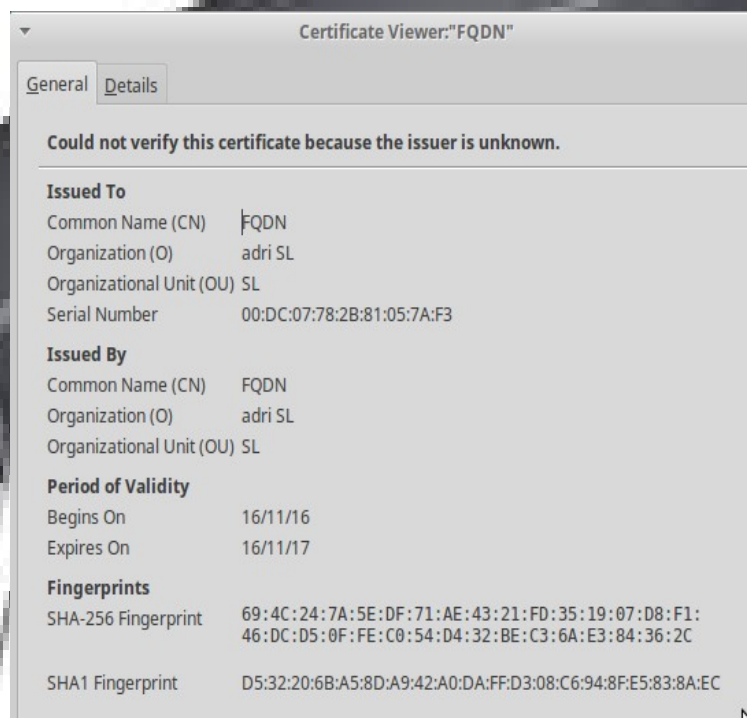 Certificate Viewer:"FQDN"
General Details
Could not verify this certificate because the issuer is unknown.
Issued To
Common Name (CN) FQDN
Organization (O) adri SL
Organizational Unit (OU) SL
Serial Number 00:DC:07:78:2B:81:05:7A:F3
Issued By
Common Name (CN) FQDN
Organization (O) adri SL
Organizational Unit (OU) SL
Period of Validity
Begins On 16/11/16
Expires On 16/11/17
Fingerprints
SHA-256 Fingerprint 69:4C:24:7A:5E:DF:71:AE:43:21:FD:35:19:07:D8:F1:
46:DC:D5:0F:FE:C0:54:D4:32:BE:C3:6A:E3:84:36:2C
SHA1 Fingerprint D5:32:20:6B:A5:8D:A9:42:A0:DA:FF:D3:08:C6:94:8F:E5:83:8A:EC